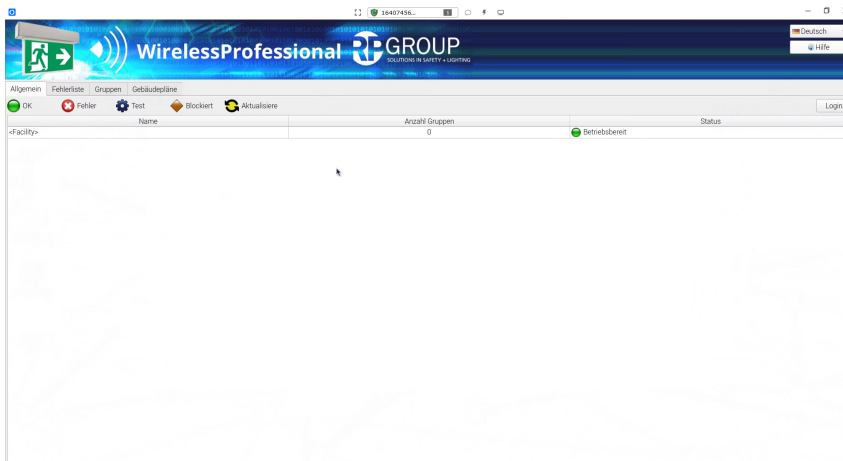 16407456...
Deutsch
Hilfe
WirelessProfessional
RP GROUP
SOLUTIONS IN SAFETY + LIGHTING
Allgemein Fehlerliste Gruppen Gebäudepläne
OK Fehler Test Blockiert Aktualisiere
Login
Name Anzahl Gruppen Status
<Facility> 0 Betriebsbereit